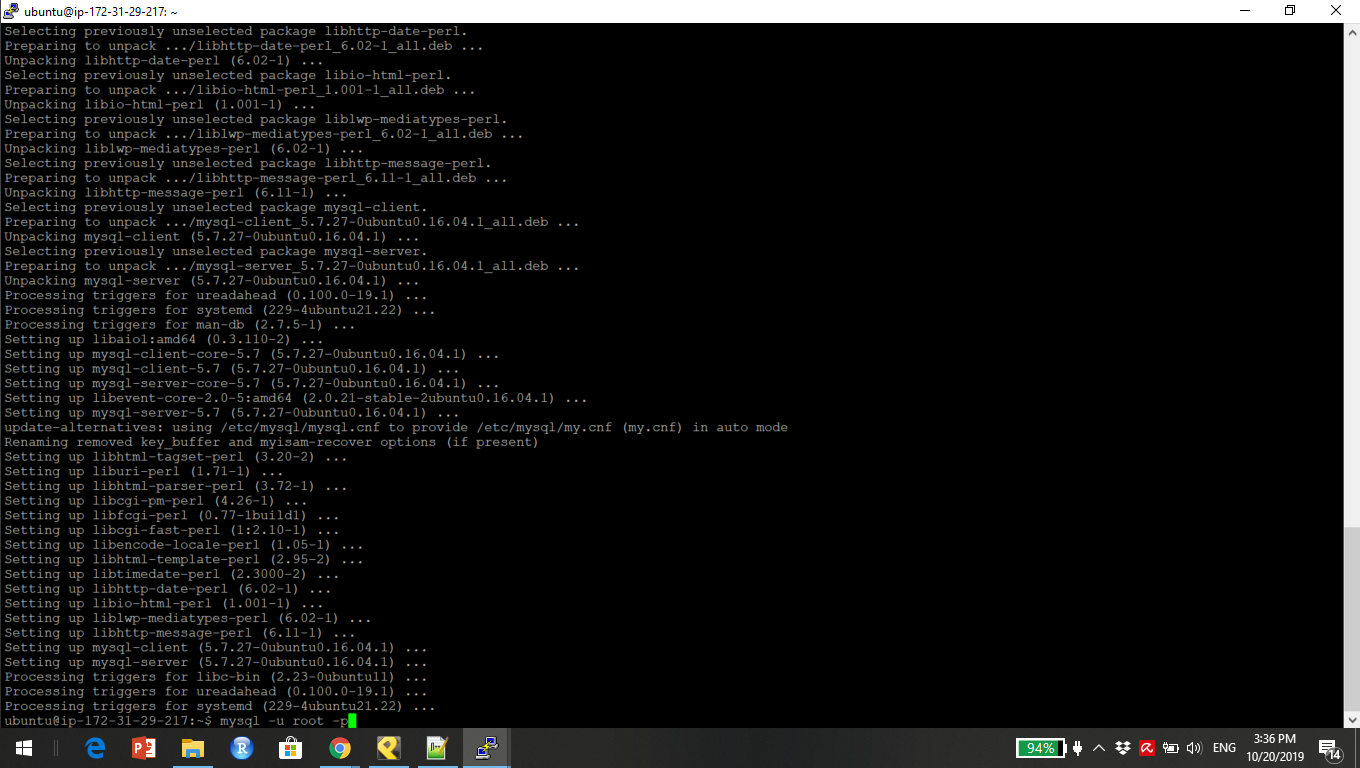 ubuntu@ip-172-31-29-217: ~
Selecting previously unselected package libhttp-date-perl.
Preparing to unpack .../libhttp-date-perl_6.02-1_all.deb ...
Unpacking libhttp-date-perl (6.02-1) ...
Selecting previously unselected package libio-html-perl.
Preparing to unpack .../libio-html-perl_1.001-1_all.deb ...
Unpacking libio-html-perl (1.001-1) ...
Selecting previously unselected package liblwp-mediatypes-perl.
Preparing to unpack .../liblwp-mediatypes-perl_6.02-1_all.deb ...
Unpacking liblwp-mediatypes-perl (6.02-1) ...
Selecting previously unselected package libhttp-message-perl.
Preparing to unpack .../libhttp-message-perl_6.11-1_all.deb ...
Unpacking libhttp-message-perl (6.11-1) ...
Selecting previously unselected package mysql-client.
Preparing to unpack .../mysql-client_5.7.27-0ubuntu0.16.04.1_all.deb ...
Unpacking mysql-client (5.7.27-0ubuntu0.16.04.1) ...
Selecting previously unselected package mysql-server.
Preparing to unpack .../mysql-server_5.7.27-0ubuntu0.16.04.1_all.deb ...
Unpacking mysql-server (5.7.27-0ubuntu0.16.04.1) ...
Processing triggers for ureadahead (0.100.0-19.1) ...
Processing triggers for systemd (229-4ubuntu21.22) ...
Processing triggers for man-db (2.7.5-1) ...
Setting up libaio1:amd64 (0.3.110-2) ...
Setting up mysql-client-core-5.7 (5.7.27-0ubuntu0.16.04.1) ...
Setting up mysql-client-5.7 (5.7.27-0ubuntu0.16.04.1) ...
Setting up mysql-server-core-5.7 (5.7.27-0ubuntu0.16.04.1) ...
Setting up libevent-core-2.0-5:amd64 (2.0.21-stable-2ubuntu0.16.04.1) ...
Setting up mysql-server-5.7 (5.7.27-0ubuntu0.16.04.1) ...
update-alternatives: using /etc/mysql/mysql.cnf to provide /etc/mysql/my.cnf (my.cnf) in auto mode
Renaming removed key_buffer and myisam-recover options (if present)
Setting up libhtml-tagset-perl (3.20-2) ...
Setting up liburi-perl (1.71-1) ...
Setting up libhtml-parser-perl (3.72-1) ...
Setting up libcgi-pm-perl (4.26-1) ...
Setting up libfcgi-perl (0.77-1build1) ...
Setting up libcgi-fast-perl (1:2.10-1) ...
Setting up libencode-locale-perl (1.05-1) ...
Setting up libhtml-template-perl (2.95-2) ...
Setting up libtimedate-perl (2.3000-2) ...
Setting up libhttp-date-perl (6.02-1) ...
Setting up libio-html-perl (1.001-1) ...
Setting up liblwp-mediatypes-perl (6.02-1) ...
Setting up libhttp-message-perl (6.11-1) ...
Setting up mysql-client (5.7.27-0ubuntu0.16.04.1) ...
Setting up mysql-server (5.7.27-0ubuntu0.16.04.1) ...
Processing triggers for libc-bin (2.23-0ubuntu11) ...
Processing triggers for ureadahead (0.100.0-19.1) ...
Processing triggers for systemd (229-4ubuntu21.22) ...
ubuntu@ip-172-31-29-217:~$ mysql -u root -p
94%
ENG
3:36 PM
10/20/2019
14